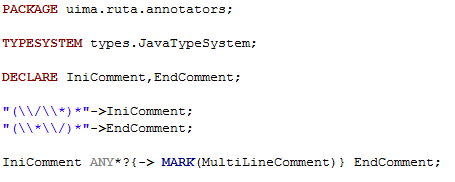 PACKAGE uima.ruta.annotators;
TYPESYSTEM types.JavaTypeSystem;
DECLARE IniComment,EndComment;
"(\\/\\*)*"->IniComment;
"(\\*\\/)*"->EndComment;
IniComment ANY*?{-> MARK(MultiLineComment)} EndComment;